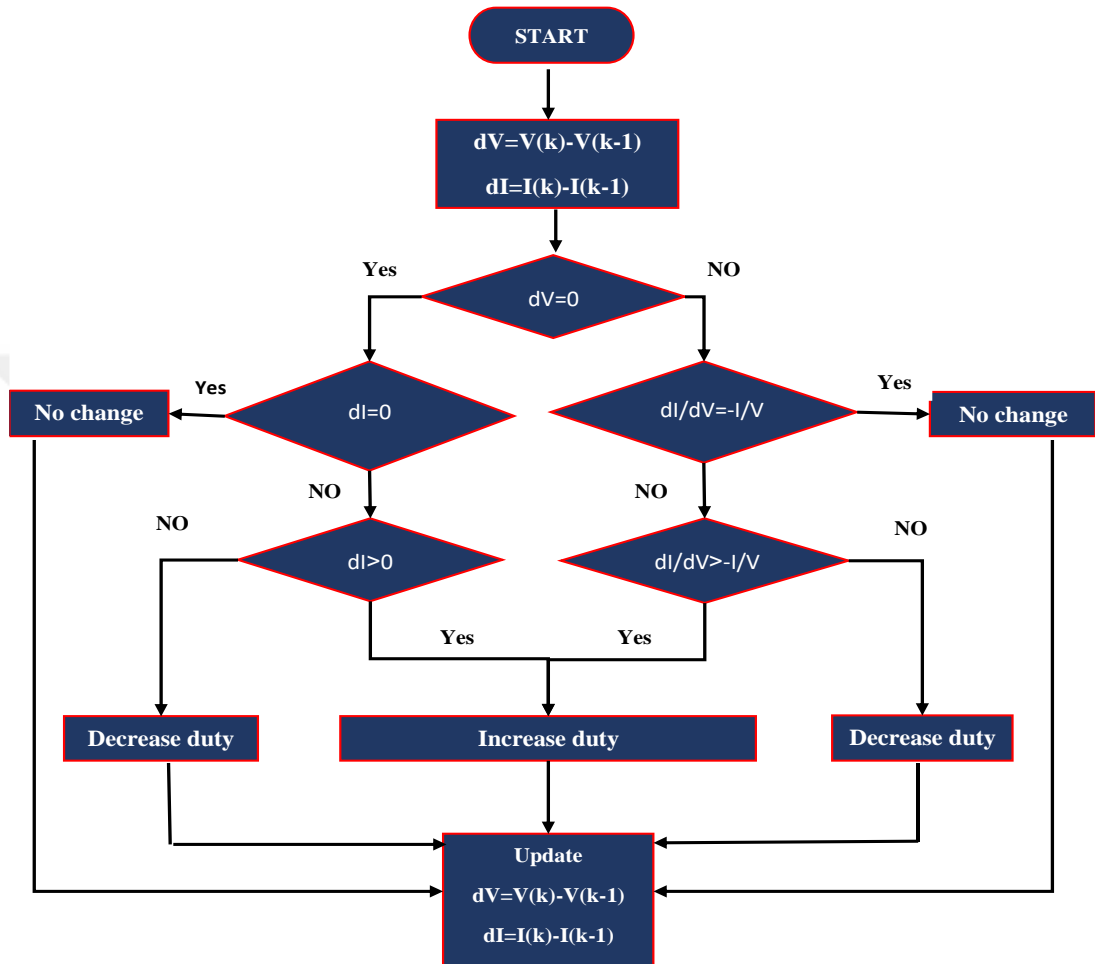 START
dV=V(k)-V(k-1)
dI=I(k)-I(k-1)
Yes
NO
dV=0
Yes
dI=0
No change
dI/dV=-I/V
Yes
No change
NO
NO
NO
dI>0
dI/dV>-I/V
NO
Yes
Yes
Decrease duty
Increase duty
Decrease duty
Update
dV=V(k)-V(k-1)
dI=I(k)-I(k-1)